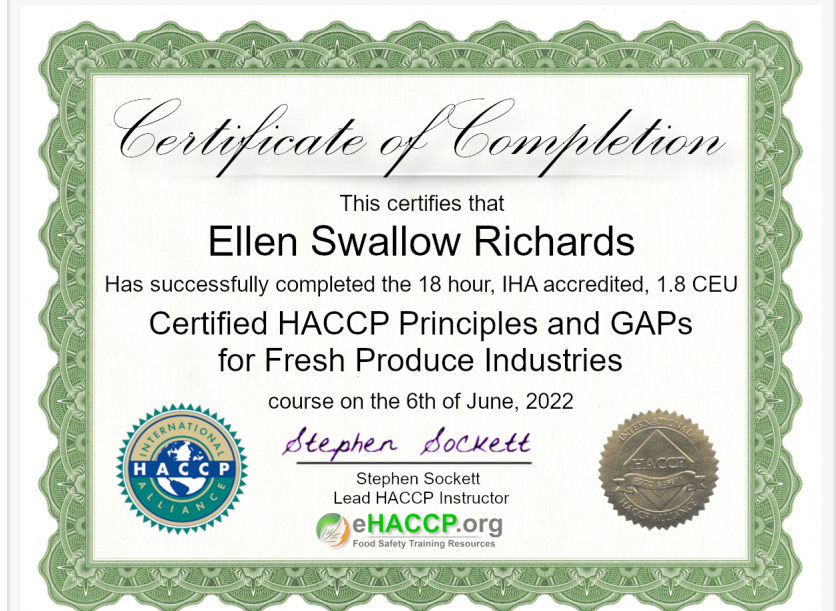 Certificate of Completion
This certifies that
Ellen Swallow Richards
Has successfully completed the 18 hour, IHA accredited, 1.8 CEU
Certified HACCP Principles and GAPs
for Fresh Produce Industries
course on the 6th of June, 2022
INTERNATIONAL
HACCP
ALLIANCE
Stephen Sockett
Stephen Sockett
Lead HACCP Instructor
eHACCP.org
Food Safety Training Resources
INTERNATIONAL
HACCP